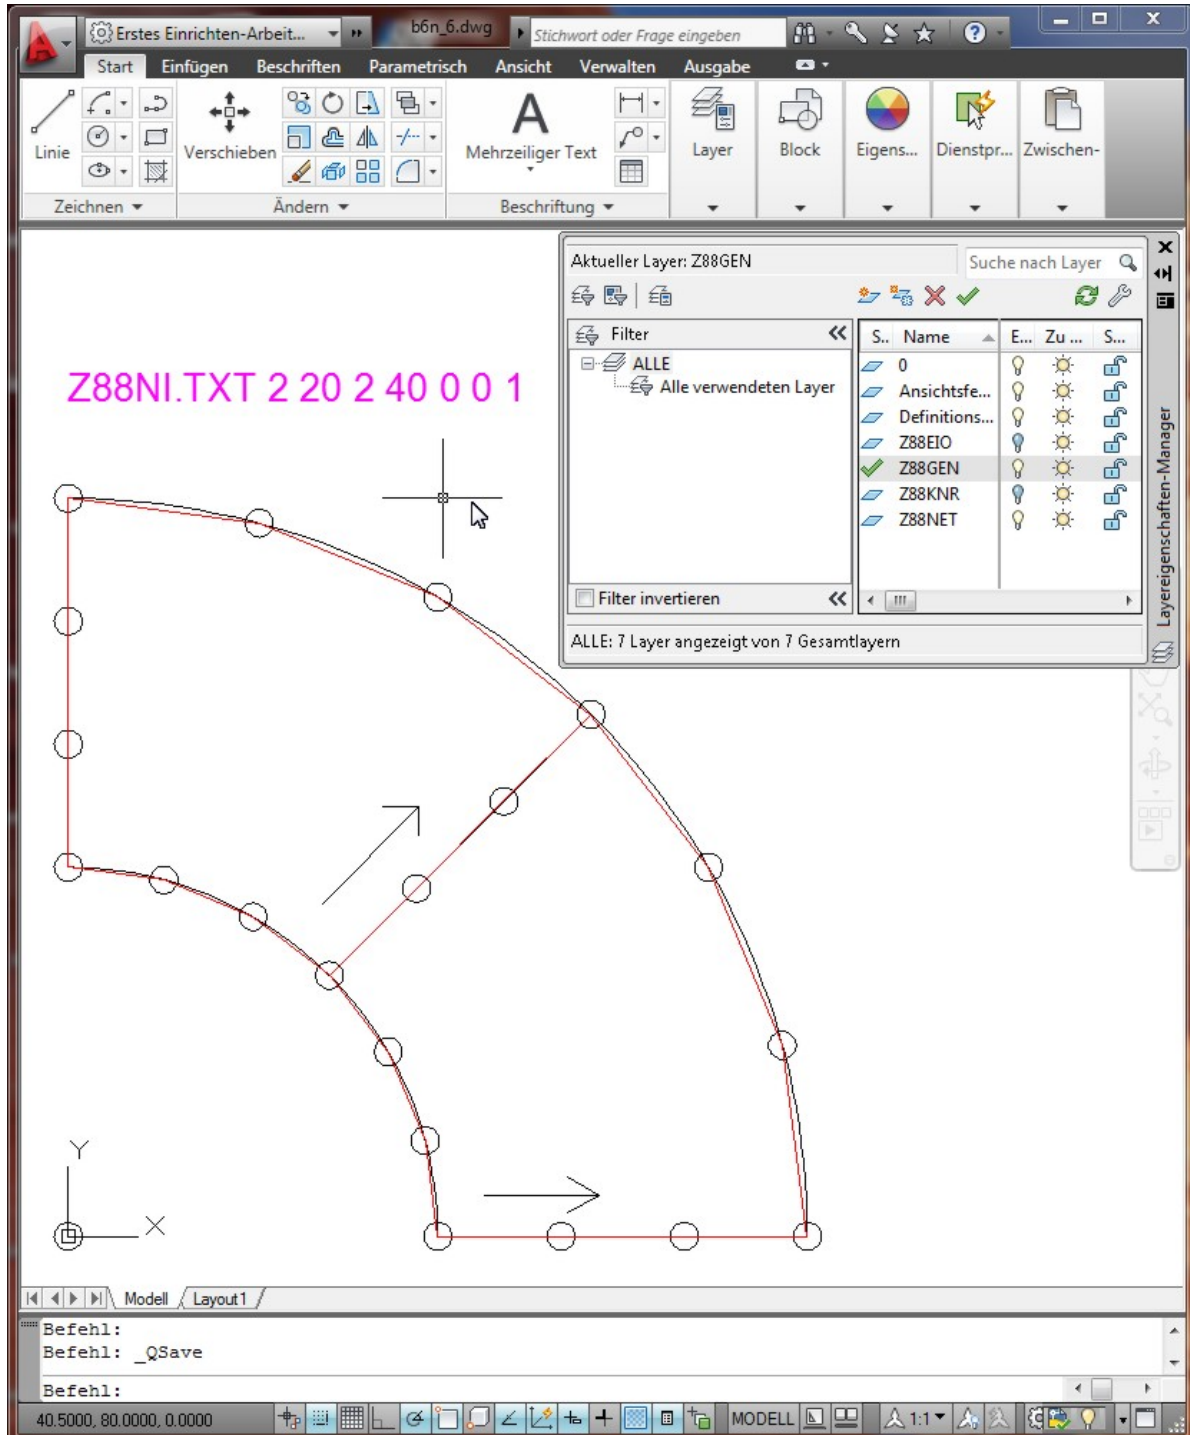 Erstes Einrichten-Arbeit... b6n_6.dwg Stichwort oder Frage eingeben
Start Einfügen Beschriften Parametrisch Ansicht Verwalten Ausgabe
Linie Verschieben Mehrzeiliger Text Layer Block Eigens... Dienstpr... Zwischen-
Zeichnen Ändern Beschriftung
Aktueller Layer: Z88GEN Suche nach Layer
Filter S.. Name E... Zu ... S...
ALLE 0
Alle verwendeten Layer Ansichtsfe...
Definitions...
Z88EIO
Z88GEN
Z88KNR
Z88NET
Filter invertieren
ALLE: 7 Layer angezeigt von 7 Gesamtlayern
Layereigenschaften-Manager
Z88NI.TXT 2 20 2 40 0 0 1
Y
X
Modell Layout1
Befehl:
Befehl: _QSave
Befehl:
40.5000, 80.0000, 0.0000 MODELL 1:1